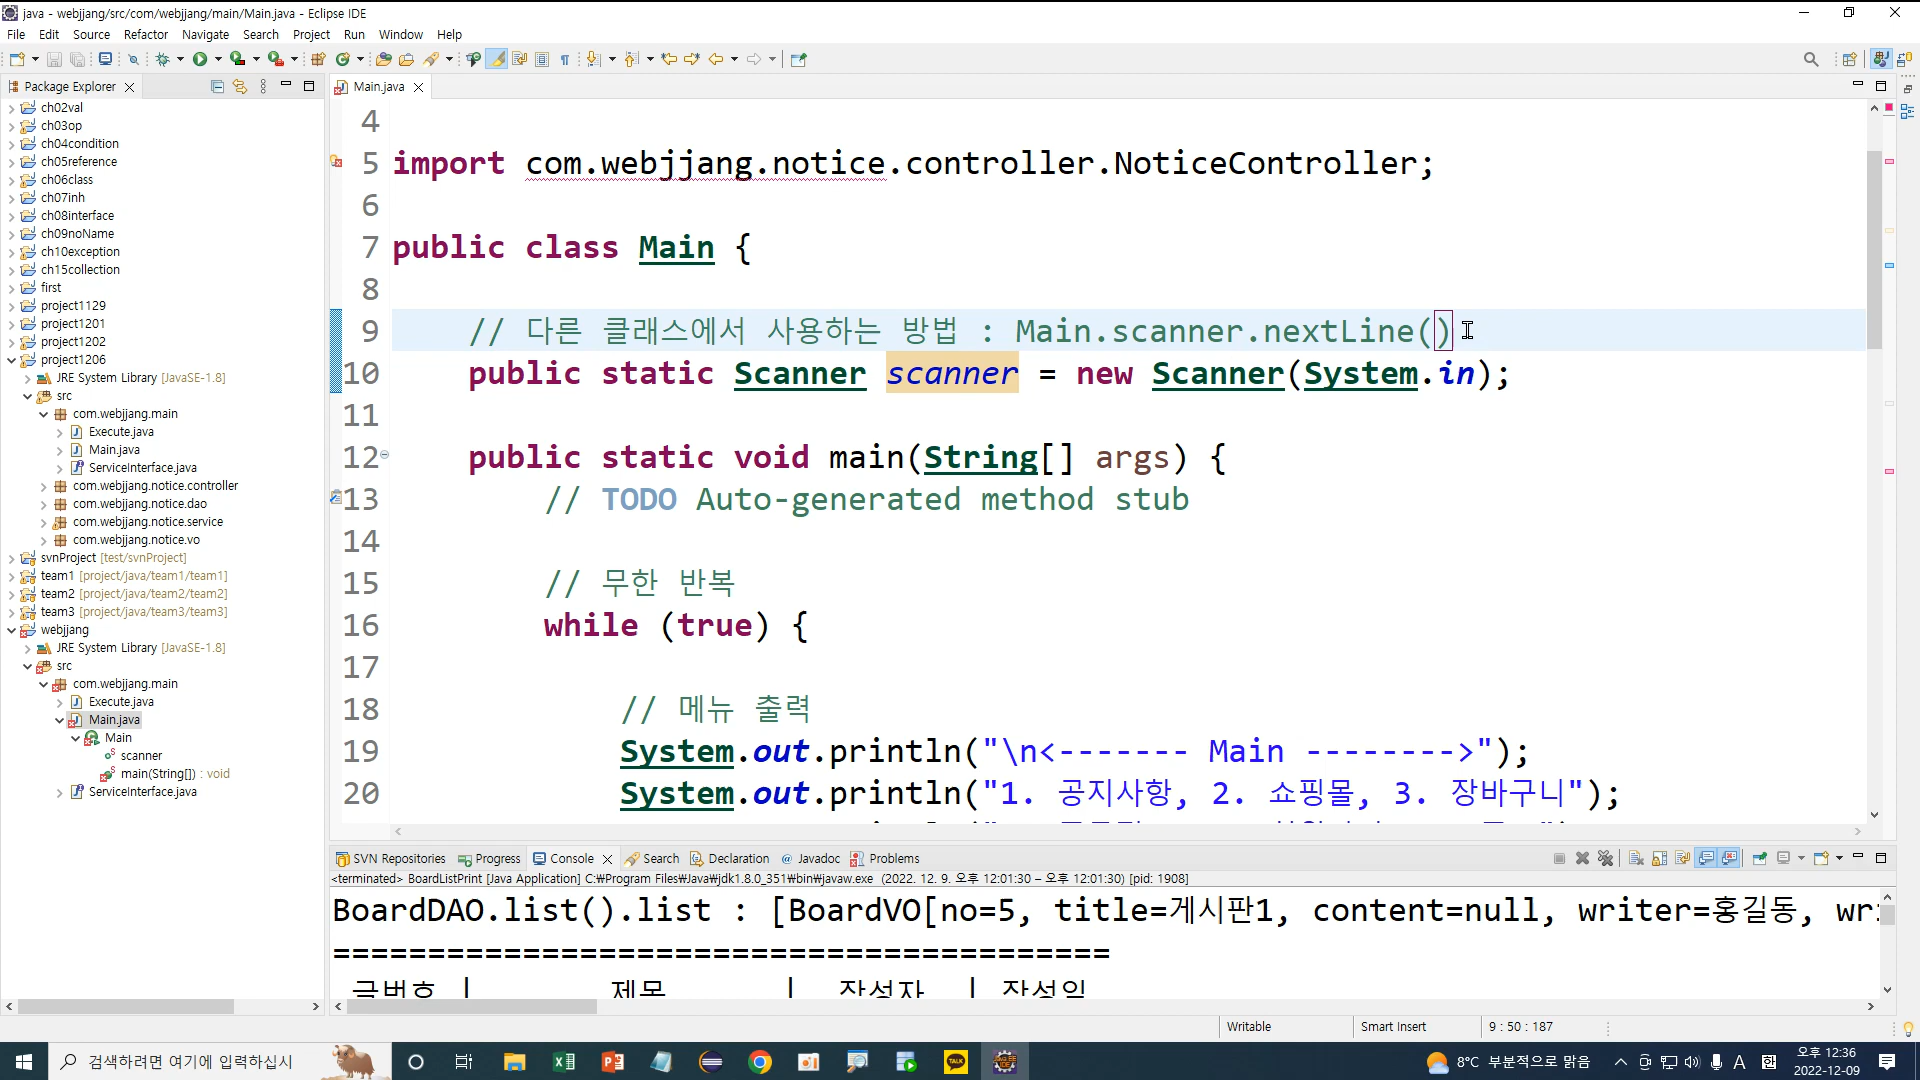 java - webjjang/src/com/webjjang/main/Main.java - Eclipse IDE
File Edit Source Refactor Navigate Search Project Run Window Help
Package Explorer
ch02val
ch03op
ch04condition
ch05reference
ch06class
ch07inh
ch08interface
ch09noName
ch10exception
ch15collection
first
project1129
project1201
project1202
project1206
JRE System Library [JavaSE-1.8]
src
com.webjjang.main
Execute.java
Main.java
ServiceInterface.java
com.webjjang.notice.controller
com.webjjang.notice.dao
com.webjjang.notice.service
com.webjjang.notice.vo
svnProject [test/svnProject]
team1 [project/java/team1/team1]
team2 [project/java/team2/team2]
team3 [project/java/team3/team3]
webjjang
JRE System Library [JavaSE-1.8]
src
com.webjjang.main
Execute.java
Main.java
Main
scanner
main(String[]) : void
ServiceInterface.java
Main.java
4
5 import com.webjjang.notice.controller.NoticeController;
6
7 public class Main {
8
9 // 다른 클래스에서 사용하는 방법 : Main.scanner.nextLine()
10 public static Scanner scanner = new Scanner(System.in);
11
12 public static void main(String[] args) {
13 // TODO Auto-generated method stub
14
15 // 무한 반복
16 while (true) {
17
18 // 메뉴 출력
19 System.out.println("\n<------- Main -------->");
20 System.out.println("1. 공지사항, 2. 쇼핑몰, 3. 장바구니");
SVN Repositories Progress Console Search Declaration @ Javadoc Problems
<terminated> BoardListPrint [Java Application] C:₩Program Files₩Java₩jdk1.8.0_351₩bin₩javaw.exe (2022. 12. 9. 오후 12:01:30 – 오후 12:01:30) [pid: 1908]
BoardDAO.list().list : [BoardVO[no=5, title=게시판1, content=null, writer=홍길동, wr
=========================================
글번호 | 제목 | 작성자 | 작성일
Writable Smart Insert 9 : 50 : 187
검색하려면 여기에 입력하십시
TALK
8°C 부분적으로 맑음
A
오후 12:36
2022-12-09